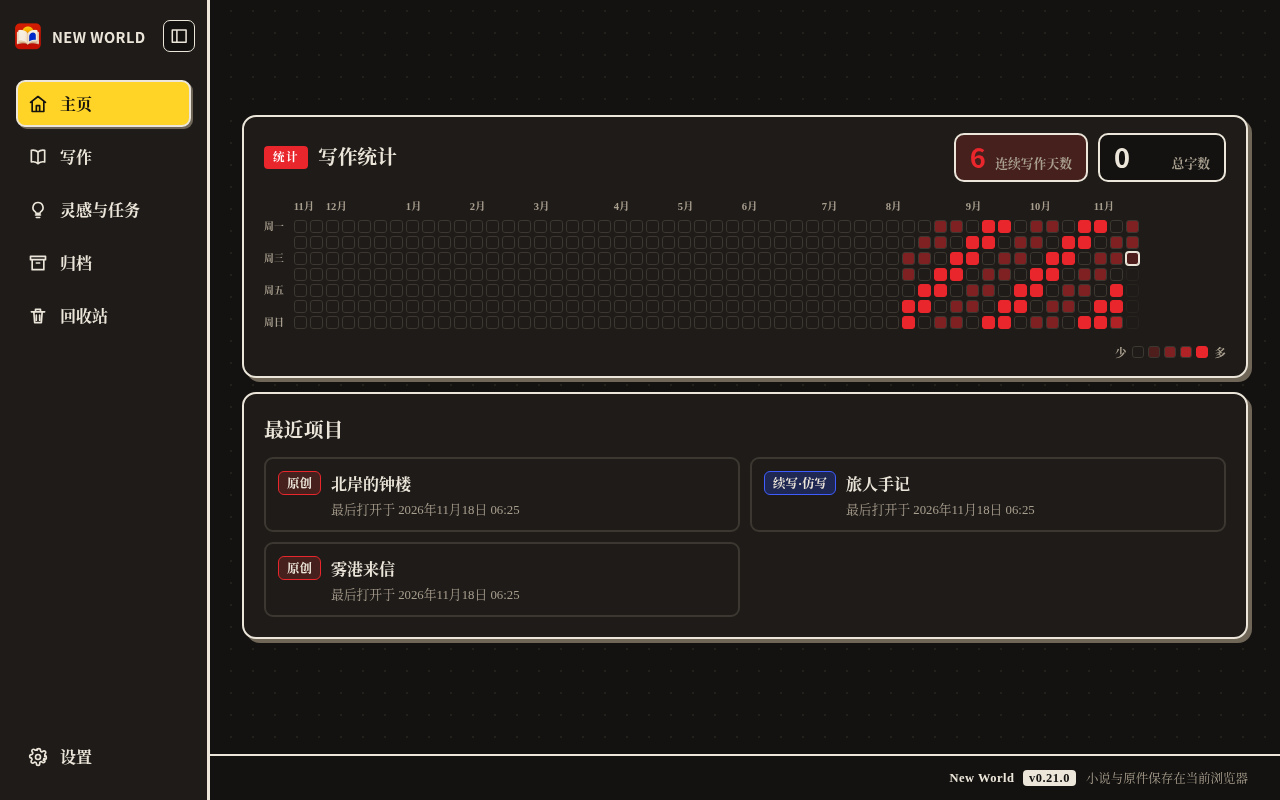 NEW WORLD
主页
写作
灵感与任务
归档
回收站
设置
统计 写作统计
6 连续写作天数
0 总字数
11月 12月 1月 2月 3月 4月 5月 6月 7月 8月 9月 10月 11月
周一
周三
周五
周日
少 多
最近项目
原创 北岸的钟楼
最后打开于 2026年11月18日 06:25
续写·仿写 旅人手记
最后打开于 2026年11月18日 06:25
原创 雾港来信
最后打开于 2026年11月18日 06:25
New World v0.21.0 小说与原件保存在当前浏览器